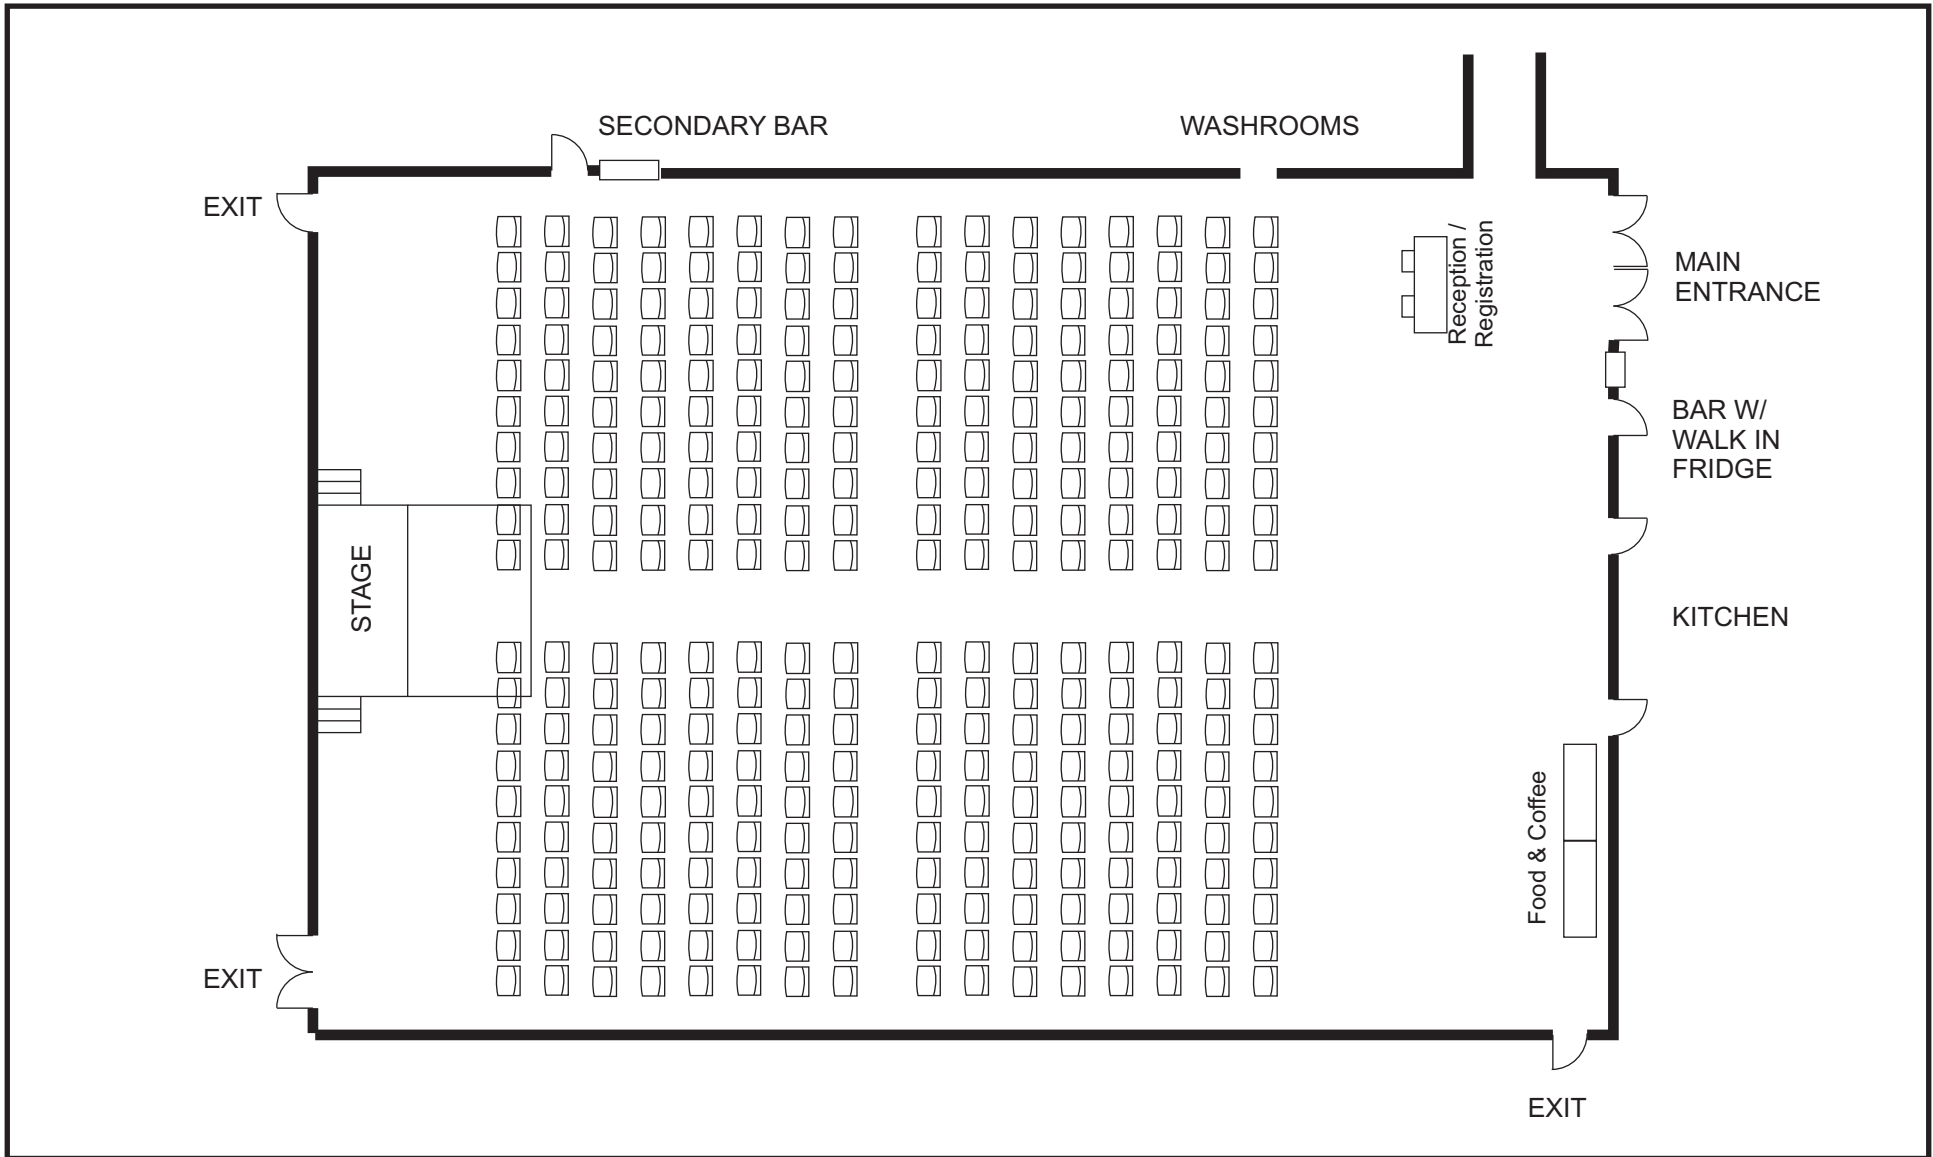 SECONDARY BAR
WASHROOMS
EXIT
Reception /
Registration
MAIN
ENTRANCE
BAR W/
WALK IN
FRIDGE
STAGE
KITCHEN
Food & Coffee
EXIT
EXIT